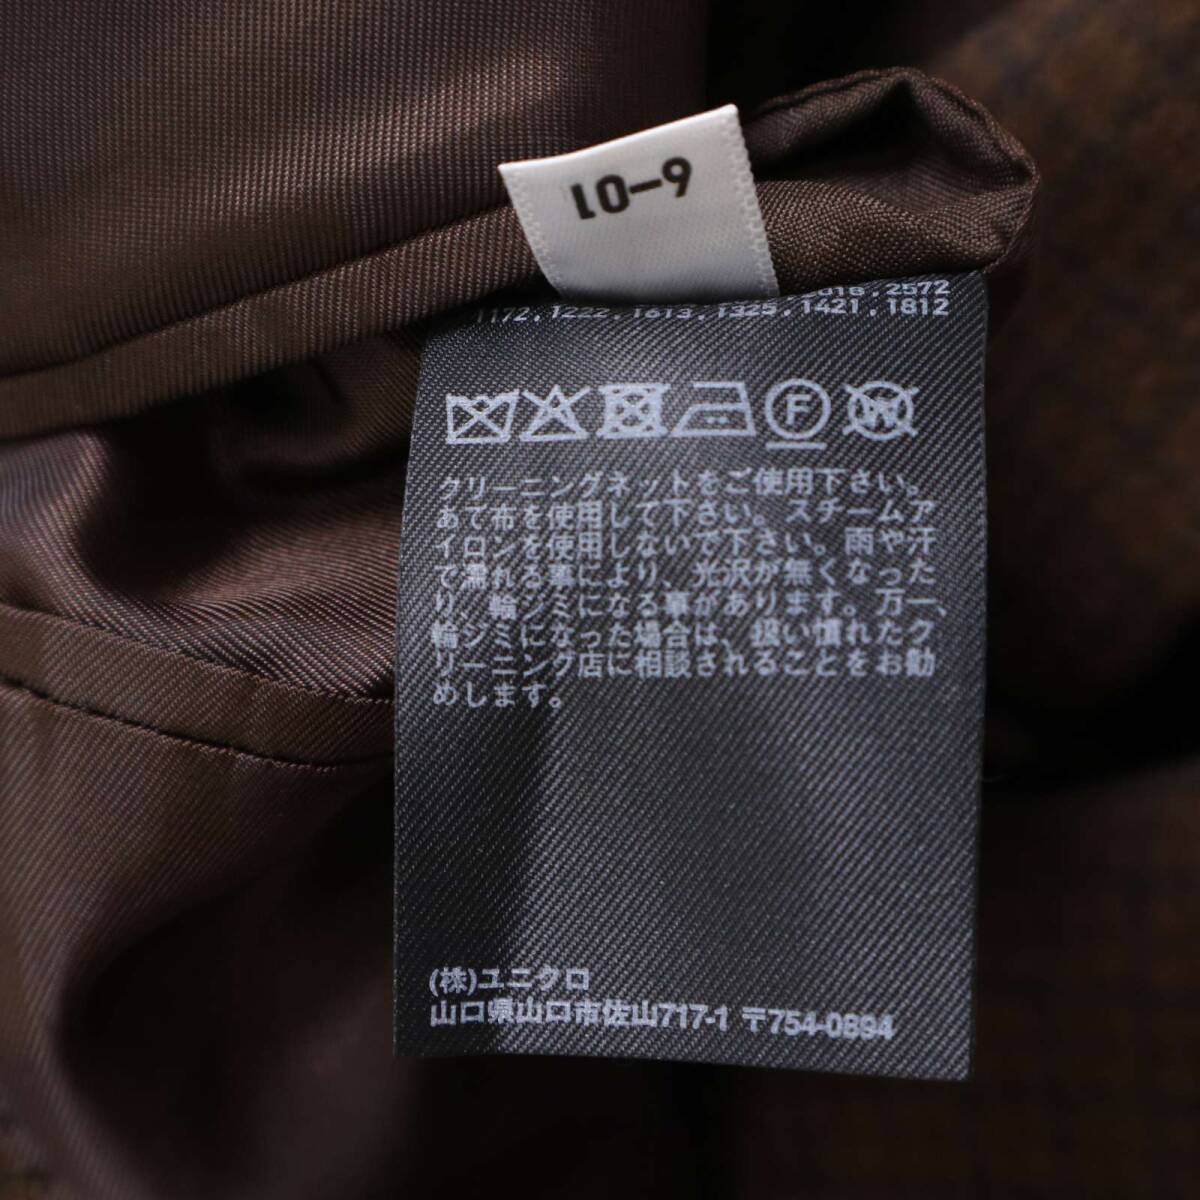 10-6
2572
1172,1222,1613,1325,1421,1812
F
W
クリーニングネットをご使用下さい。
あて布を使用して下さい。スチームア
イロンを使用しないで下さい。雨や汗
で濡れる事により、光沢が無くなった
り、輪ジミになる事があります。万一、
輪ジミになった場合は、扱い慣れたク
リーニング店に相談されることをお勧
めします。
(株)ユニクロ
山口県山口市佐山717-1 〒754-0894